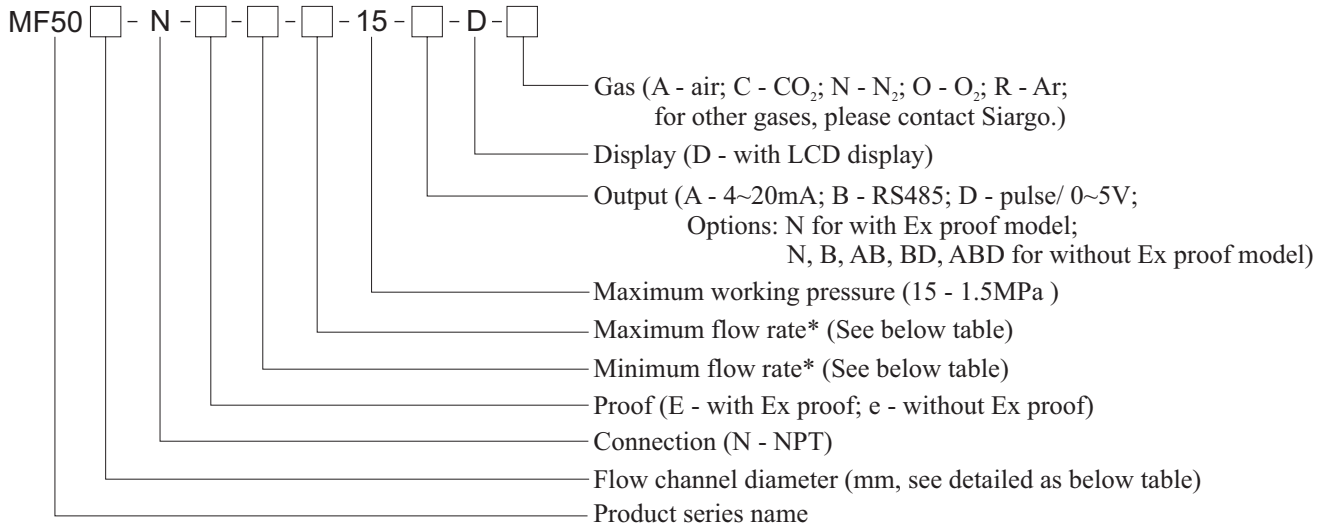 MF50 - N - - - - 15 - - D -
Gas (A - air; C - CO₂; N - N₂; O - O₂; R - Ar;
for other gases, please contact Siargo.)
Display (D - with LCD display)
Output (A - 4~20mA; B - RS485; D - pulse/ 0~5V;
Options: N for with Ex proof model;
N, B, AB, BD, ABD for without Ex proof model)
Maximum working pressure (15 - 1.5MPa )
Maximum flow rate* (See below table)
Minimum flow rate* (See below table)
Proof (E - with Ex proof; e - without Ex proof)
Connection (N - NPT)
Flow channel diameter (mm, see detailed as below table)
Product series name